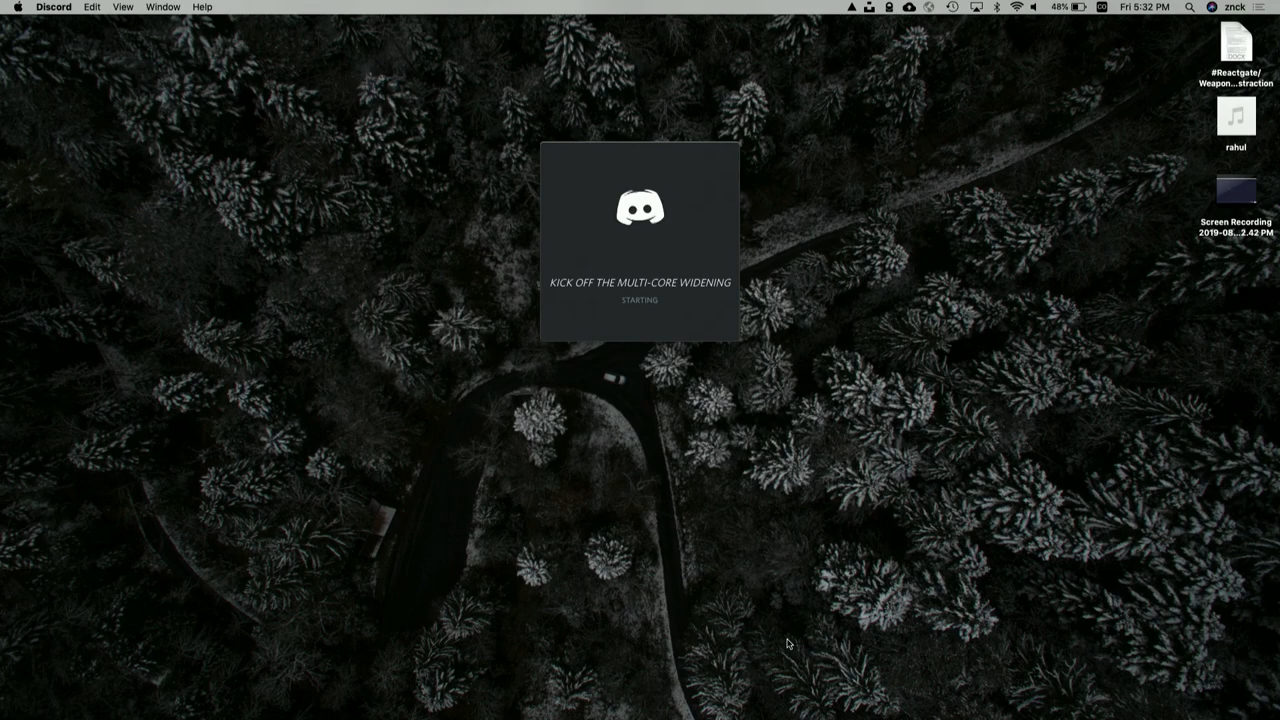 Discord Edit View Window Help 48% Fri 5:32 PM znck
DOCX
#Reactgate/
Weapon...straction
rahul
Screen Recording
2019-08...2.42 PM
KICK OFF THE MULTI-CORE WIDENING
STARTING